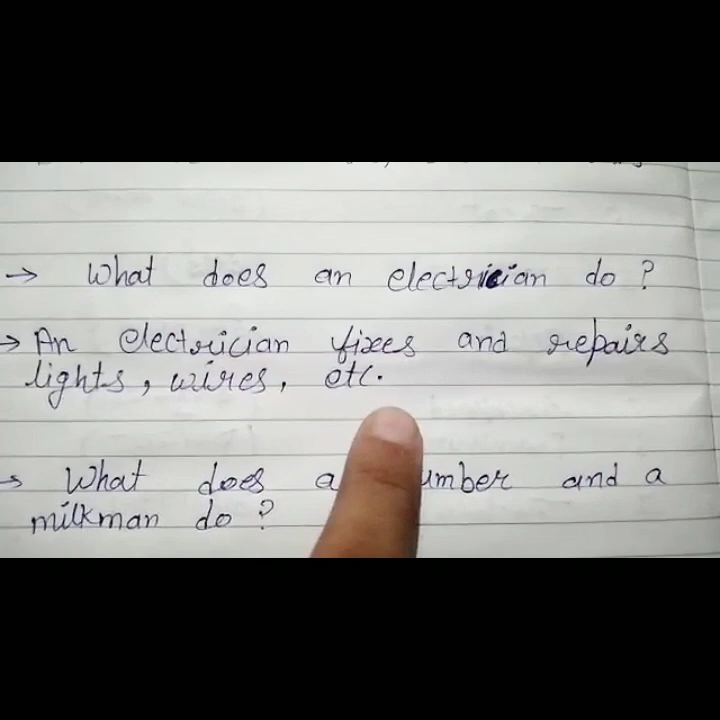 → What does an electrician do ?
→ An electrician fixes and repairs
lights, wires, etc.
→ What does a umber and a
milkman do ?